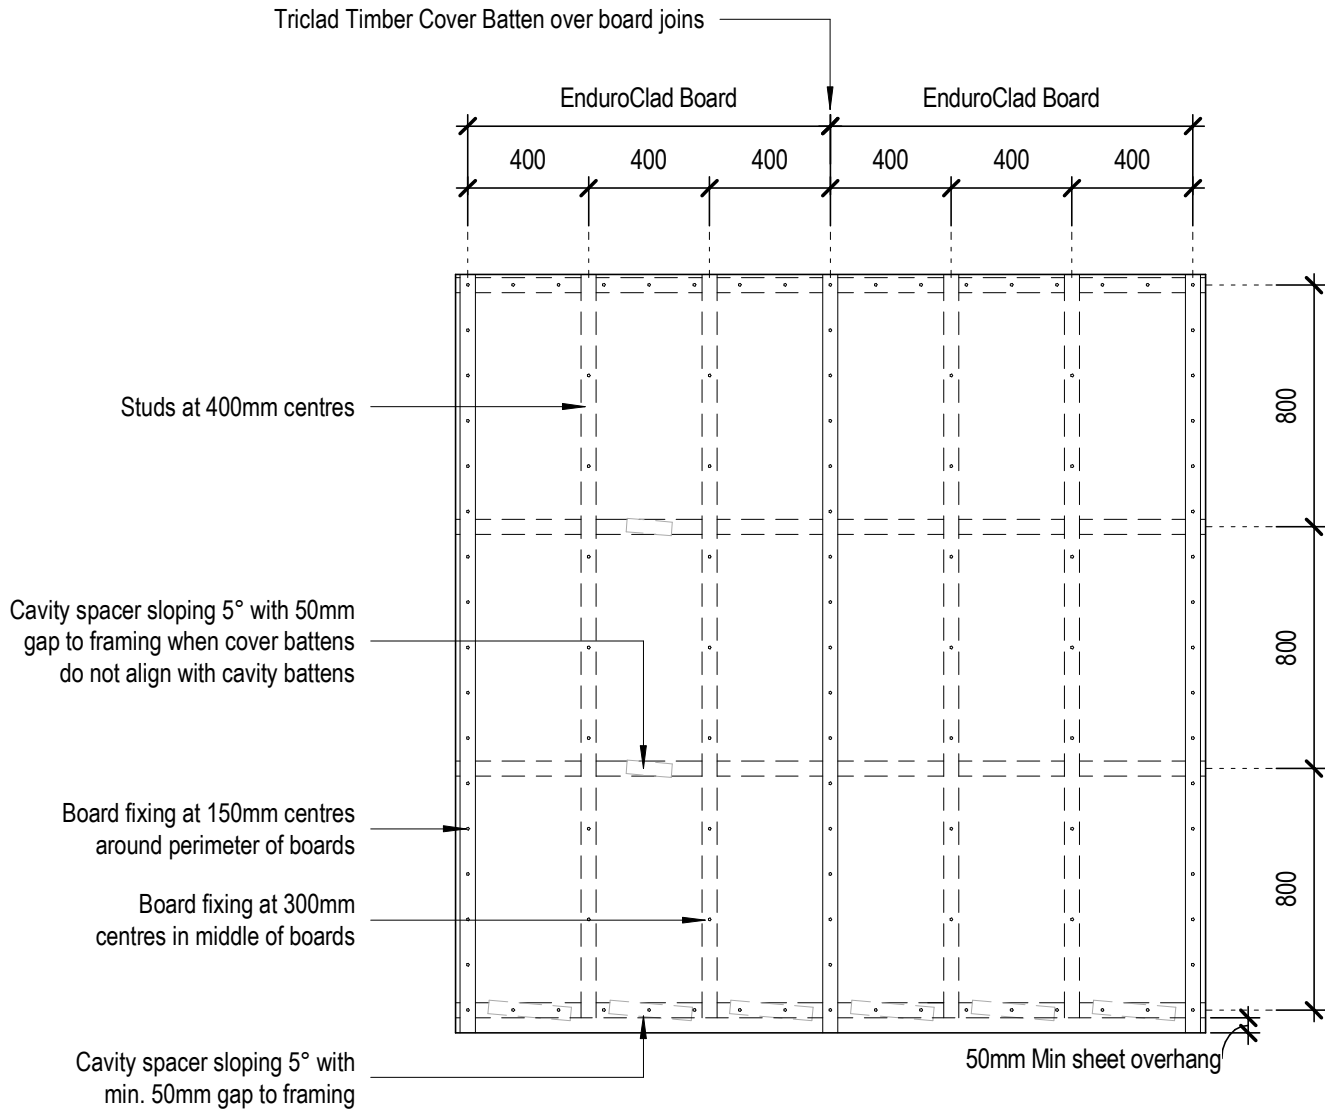 Triclad Timber Cover Batten over board joins
EnduroClad Board
EnduroClad Board
400
400
400
400
400
400
Studs at 400mm centres
800
Cavity spacer sloping 5° with 50mm
gap to framing when cover battens
do not align with cavity battens
800
Board fixing at 150mm centres
around perimeter of boards
Board fixing at 300mm
centres in middle of boards
800
Cavity spacer sloping 5° with
min. 50mm gap to framing
50mm Min sheet overhang